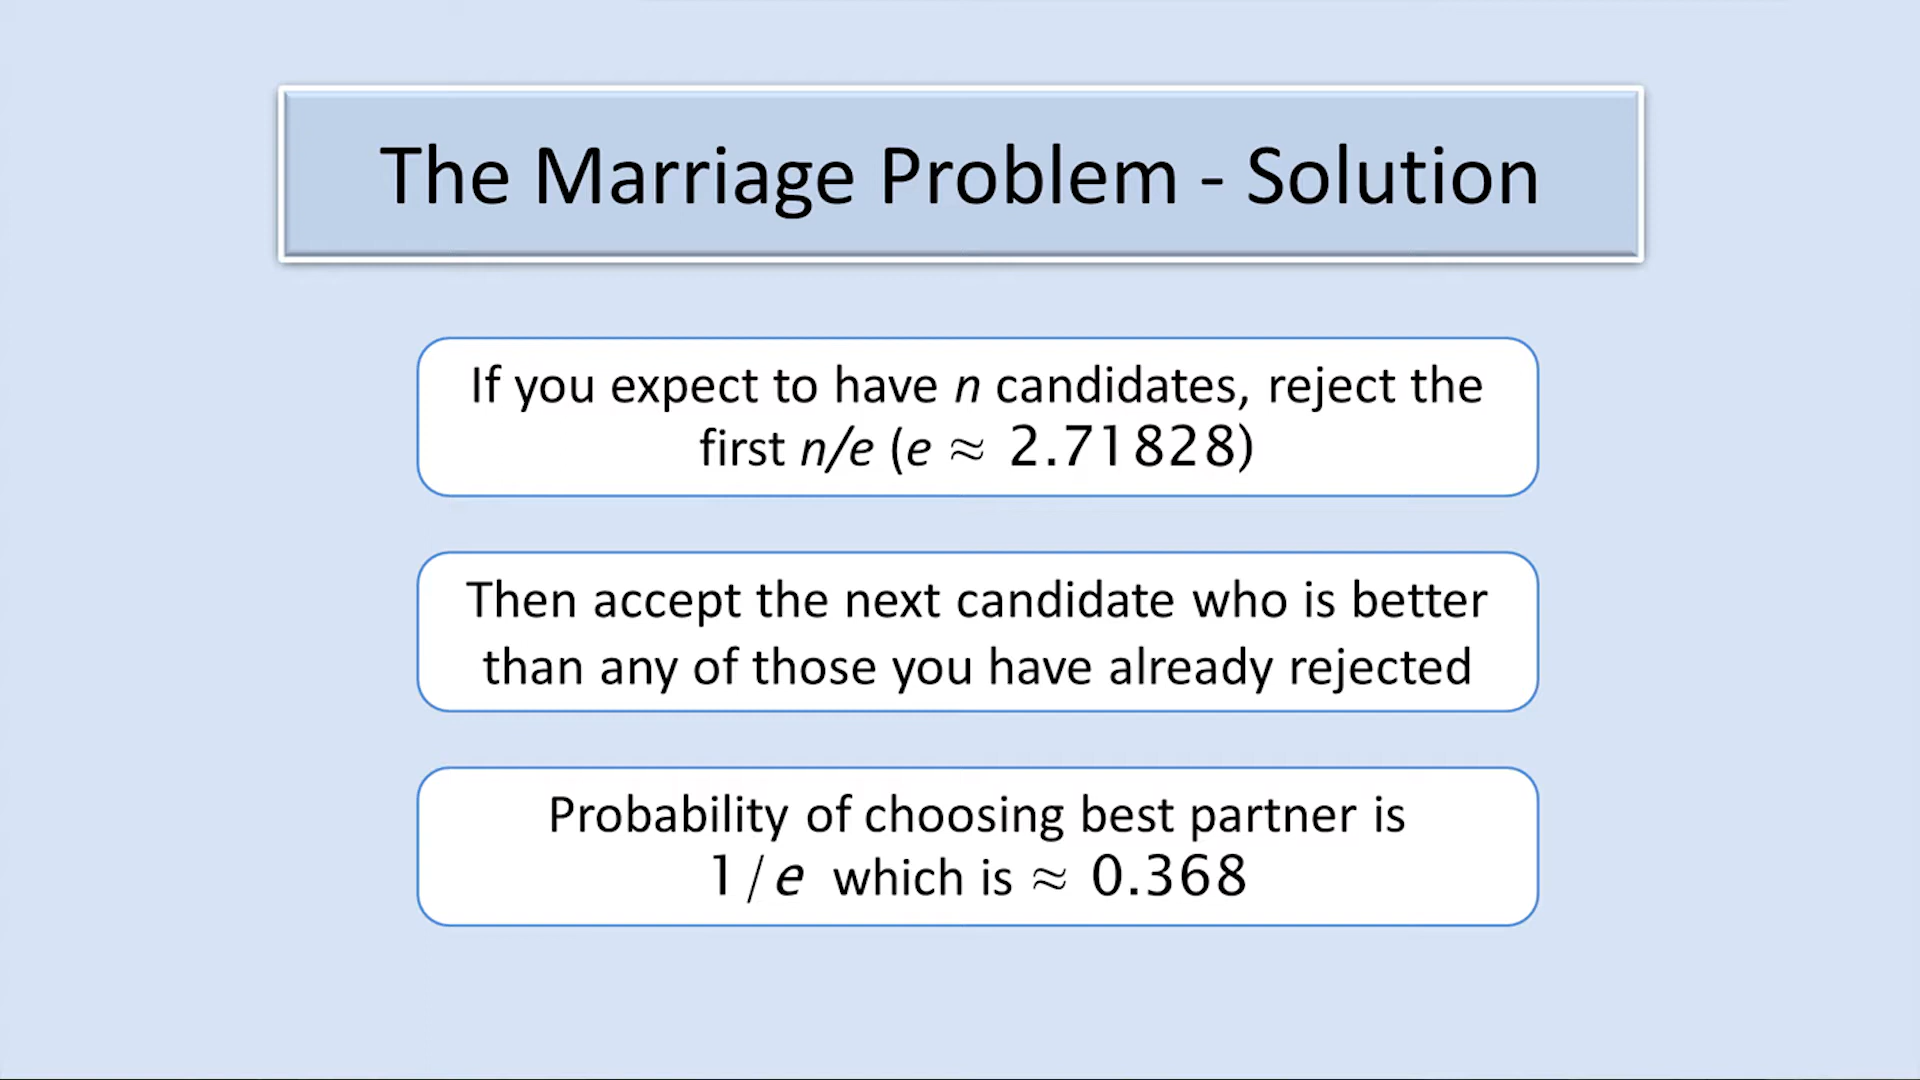 The Marriage Problem - Solution
If you expect to have n candidates, reject the
first n/e (e ≈ 2.71828)
Then accept the next candidate who is better
than any of those you have already rejected
Probability of choosing best partner is
1 / e which is ≈ 0.368